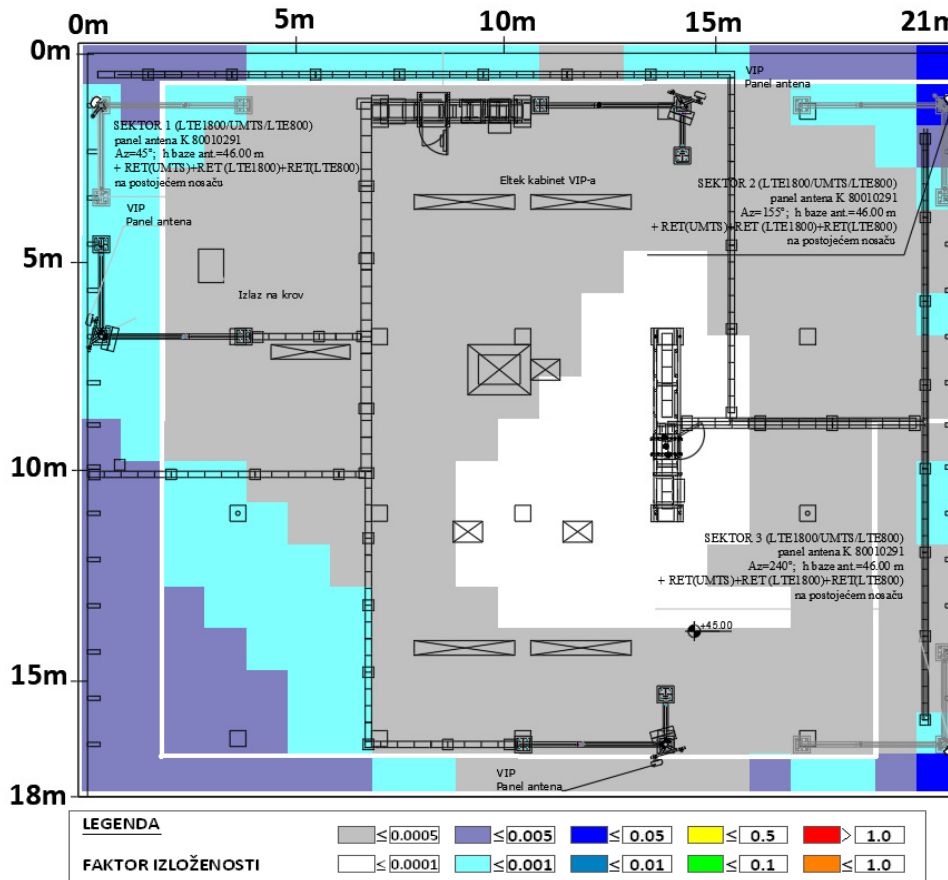 0m 5m 10m 15m 21m
0m
VIP
Panel antena
SEKTOR 1 (LTE1800/UMTS/LTE800)
panel antena K 80010291
Az=45°; h baze ant.=46.00 m
+ RET(UMTS)+RET (LTE1800)+RET(LTE800)
na postojećem nosaču
Eltek kabinet VIP-a
SEKTOR 2 (LTE1800/UMTS/LTE800)
panel antena K 80010291
Az=155°; h baze ant.=46.00 m
+ RET(UMTS)+RET (LTE1800)+RET(LTE800)
na postojećem nosaču
VIP
Panel antena
5m
Izlaz na krov
10m
SEKTOR 3 (LTE1800/UMTS/LTE800)
panel antena K 80010291
Az=240°; h baze ant.=46.00 m
+ RET(UMTS)+RET (LTE1800)+RET(LTE800)
na postojećem nosaču
+45.00
15m
VIP
Panel antena
18m
LEGENDA
≤ 0.0005 ≤ 0.005 ≤ 0.05 ≤ 0.5 > 1.0
FAKTOR IZLOŽENOSTI
≤ 0.0001 ≤ 0.001 ≤ 0.01 ≤ 0.1 ≤ 1.0